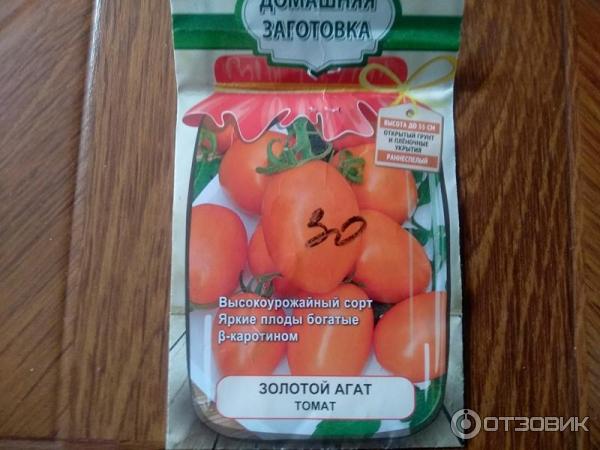 ДОМАШНЯЯ
ЗАГОТОВКА
ВЫСОТА ДО 55 СМ
ОТКРЫТЫЙ ГРУНТ
И ПЛЁНОЧНЫЕ
УКРЫТИЯ
РАННЕСПЕЛЫЙ
30
Высокоурожайный сорт
Яркие плоды богатые
β-каротином
ЗОЛОТОЙ АГАТ
ТОМАТ
ОТЗОВИК